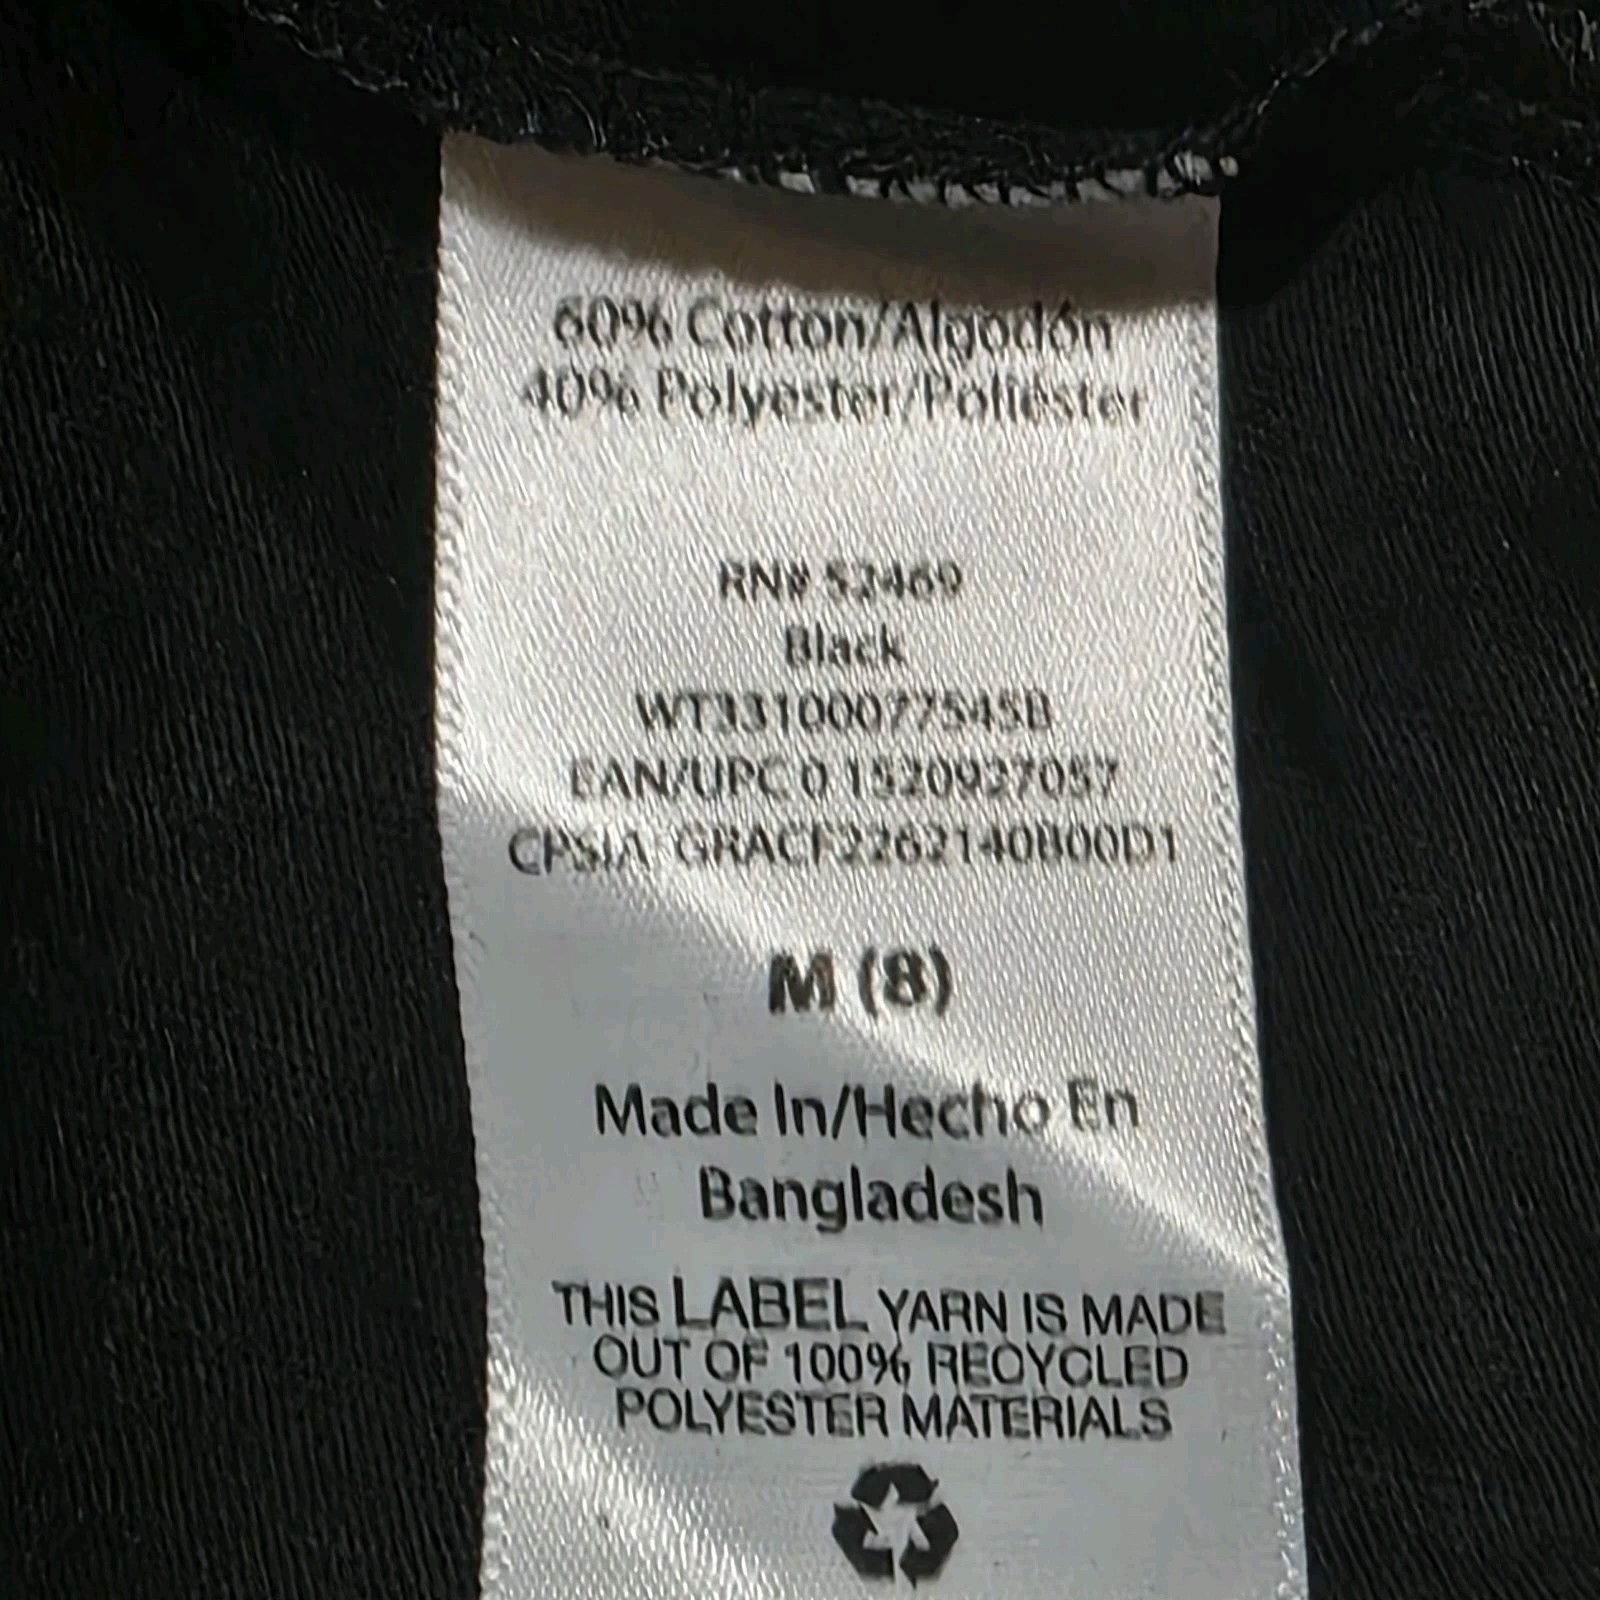 60% Cotton/Algodón
40% Polyester/Poliéster
RN# 52469
Black
WT33100077545B
EAN/UPC 0 1520927057
CPSIA: GRACF2262140B00D1
M (8)
Made In/Hecho En
Bangladesh
THIS LABEL YARN IS MADE
OUT OF 100% RECYCLED
POLYESTER MATERIALS